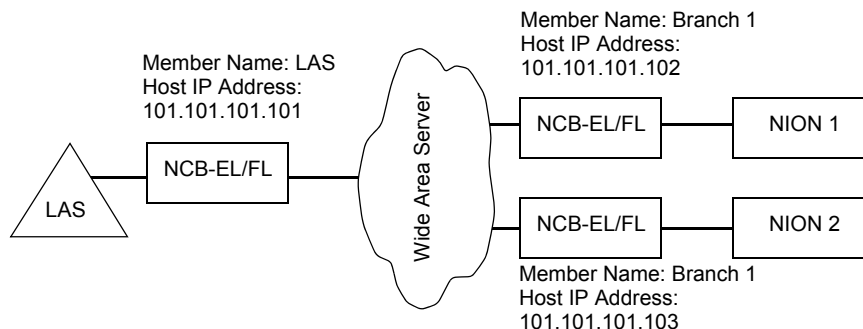 Member Name: LAS
Host IP Address:
101.101.101.101
LAS
NCB-EL/FL
Wide Area Server
Member Name: Branch 1
Host IP Address:
101.101.101.102
NCB-EL/FL
NION 1
NCB-EL/FL
NION 2
Member Name: Branch 1
Host IP Address:
101.101.101.103